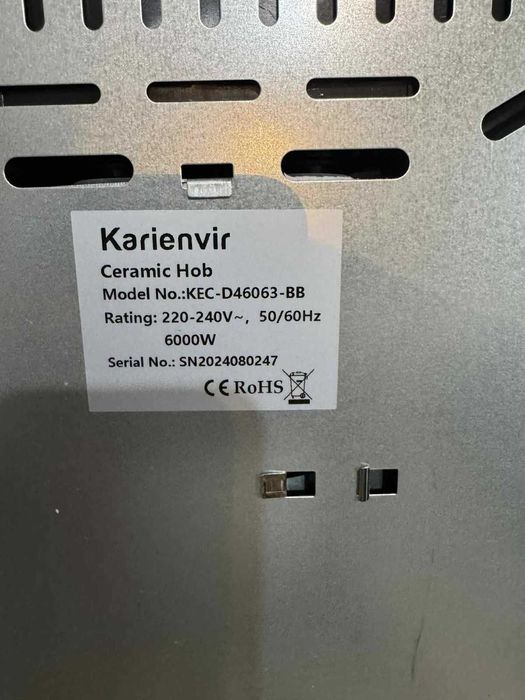 Karienvir
Ceramic Hob
Model No.:KEC-D46063-BB
Rating: 220-240V~, 50/60Hz
6000W
Serial No.: SN2024080247
CE RoHS